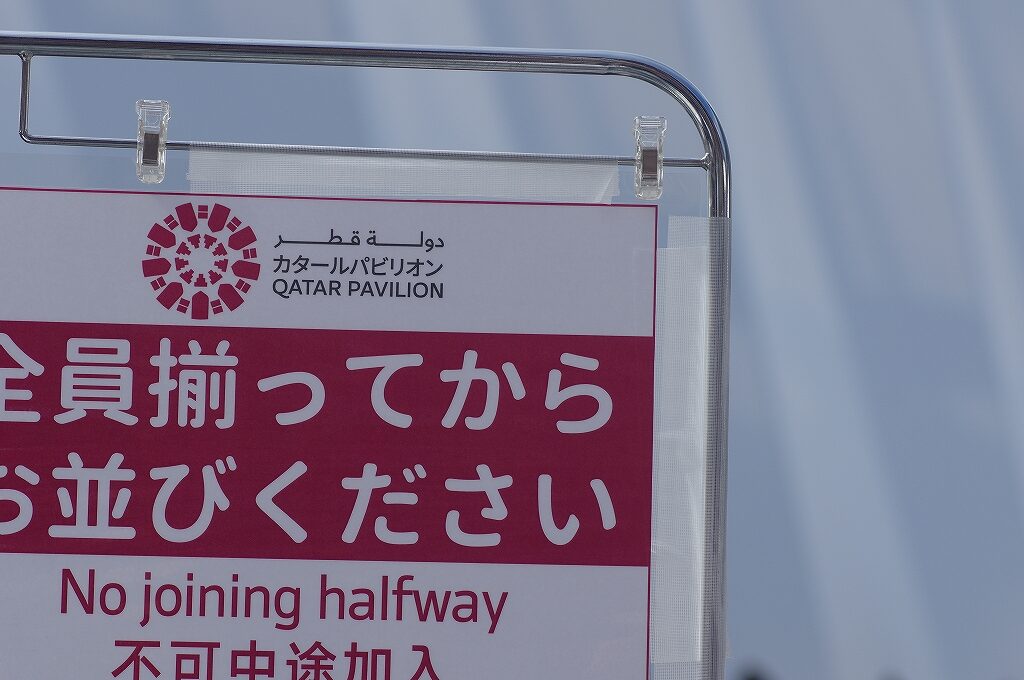 دولة قطر
カタールパビリオン
QATAR PAVILION
全員揃ってから
お並びください
No joining halfway
不可中途加入